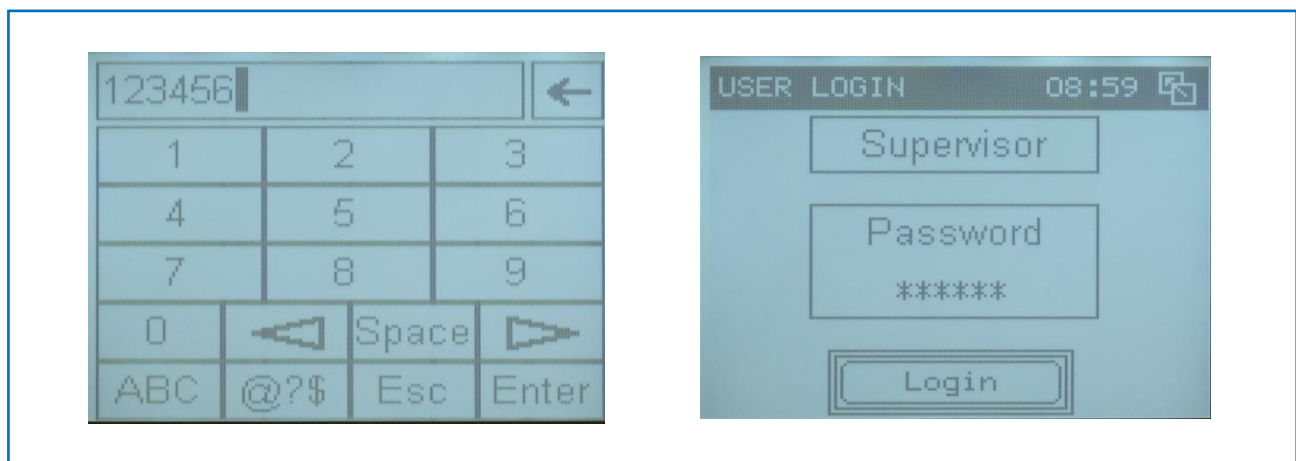 123456
1 2 3
4 5 6
7 8 9
0 Space
ABC @?$ Esc Enter
USER LOGIN 08:59
Supervisor
Password
******
Login